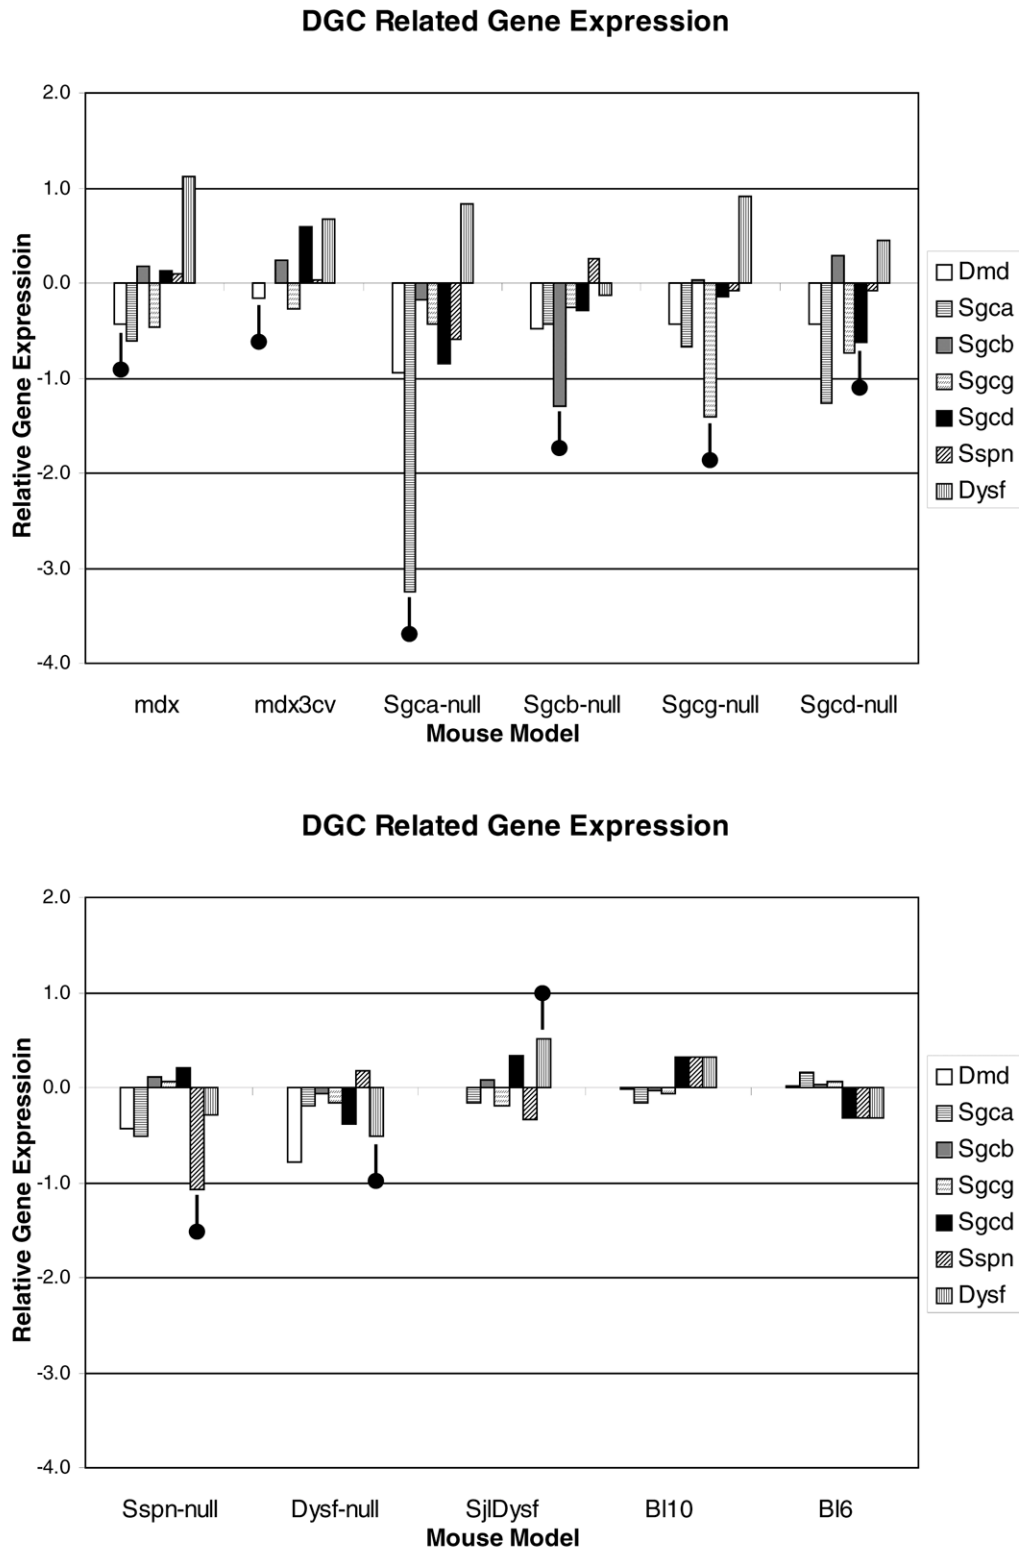 DGC Related Gene Expression
2.0
1.0
0.0
-1.0
-2.0
-3.0
-4.0
Relative Gene Expressioin
Dmd
Sgca
Sgcb
Sgcg
Sgcd
Sspn
Dysf
mdx mdx3cv Sgca-null Sgcb-null Sgcg-null Sgcd-null
Mouse Model
DGC Related Gene Expression
2.0
1.0
0.0
-1.0
-2.0
-3.0
-4.0
Relative Gene Expressioin
Dmd
Sgca
Sgcb
Sgcg
Sgcd
Sspn
Dysf
Sspn-null Dysf-null SjlDysf Bl10 Bl6
Mouse Model